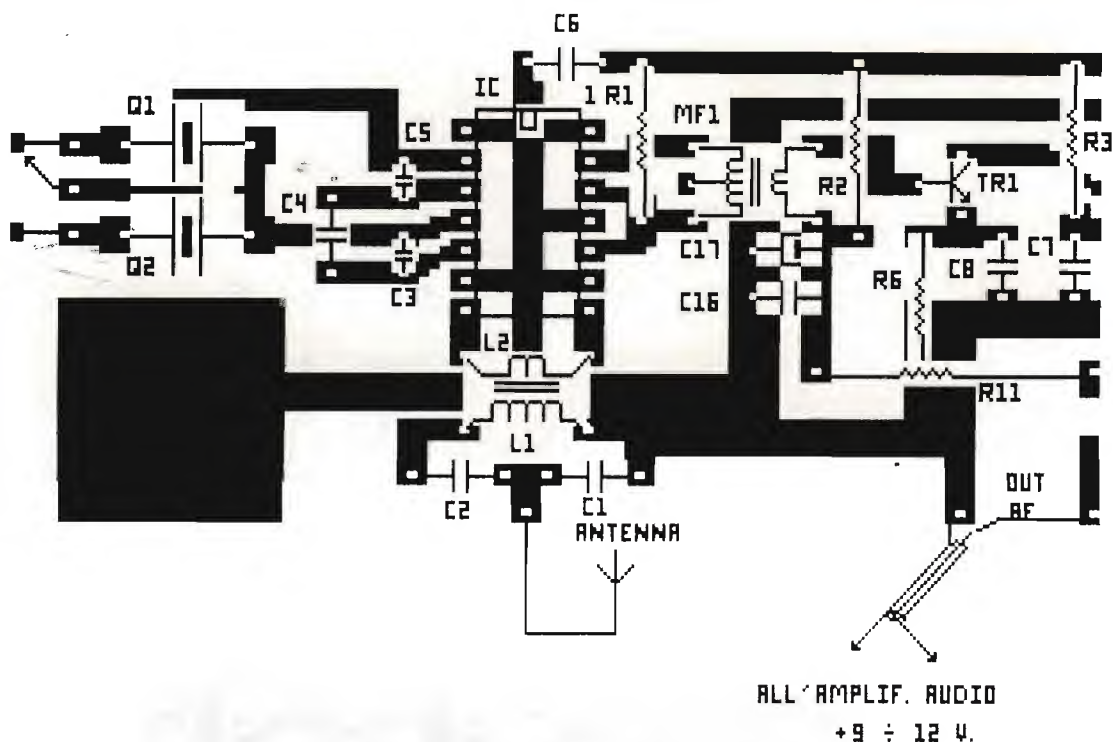 C6
IC
1 R1
Q1
C5
MF1
R3
R2
TR1
C4
C17
C8
C7
Q2
R6
C3
C16
L2
R11
L1
C2
C1
OUT
BF
ANTENNA
ALL'AMPLIF. AUDIO
+9 ÷ 12 V.